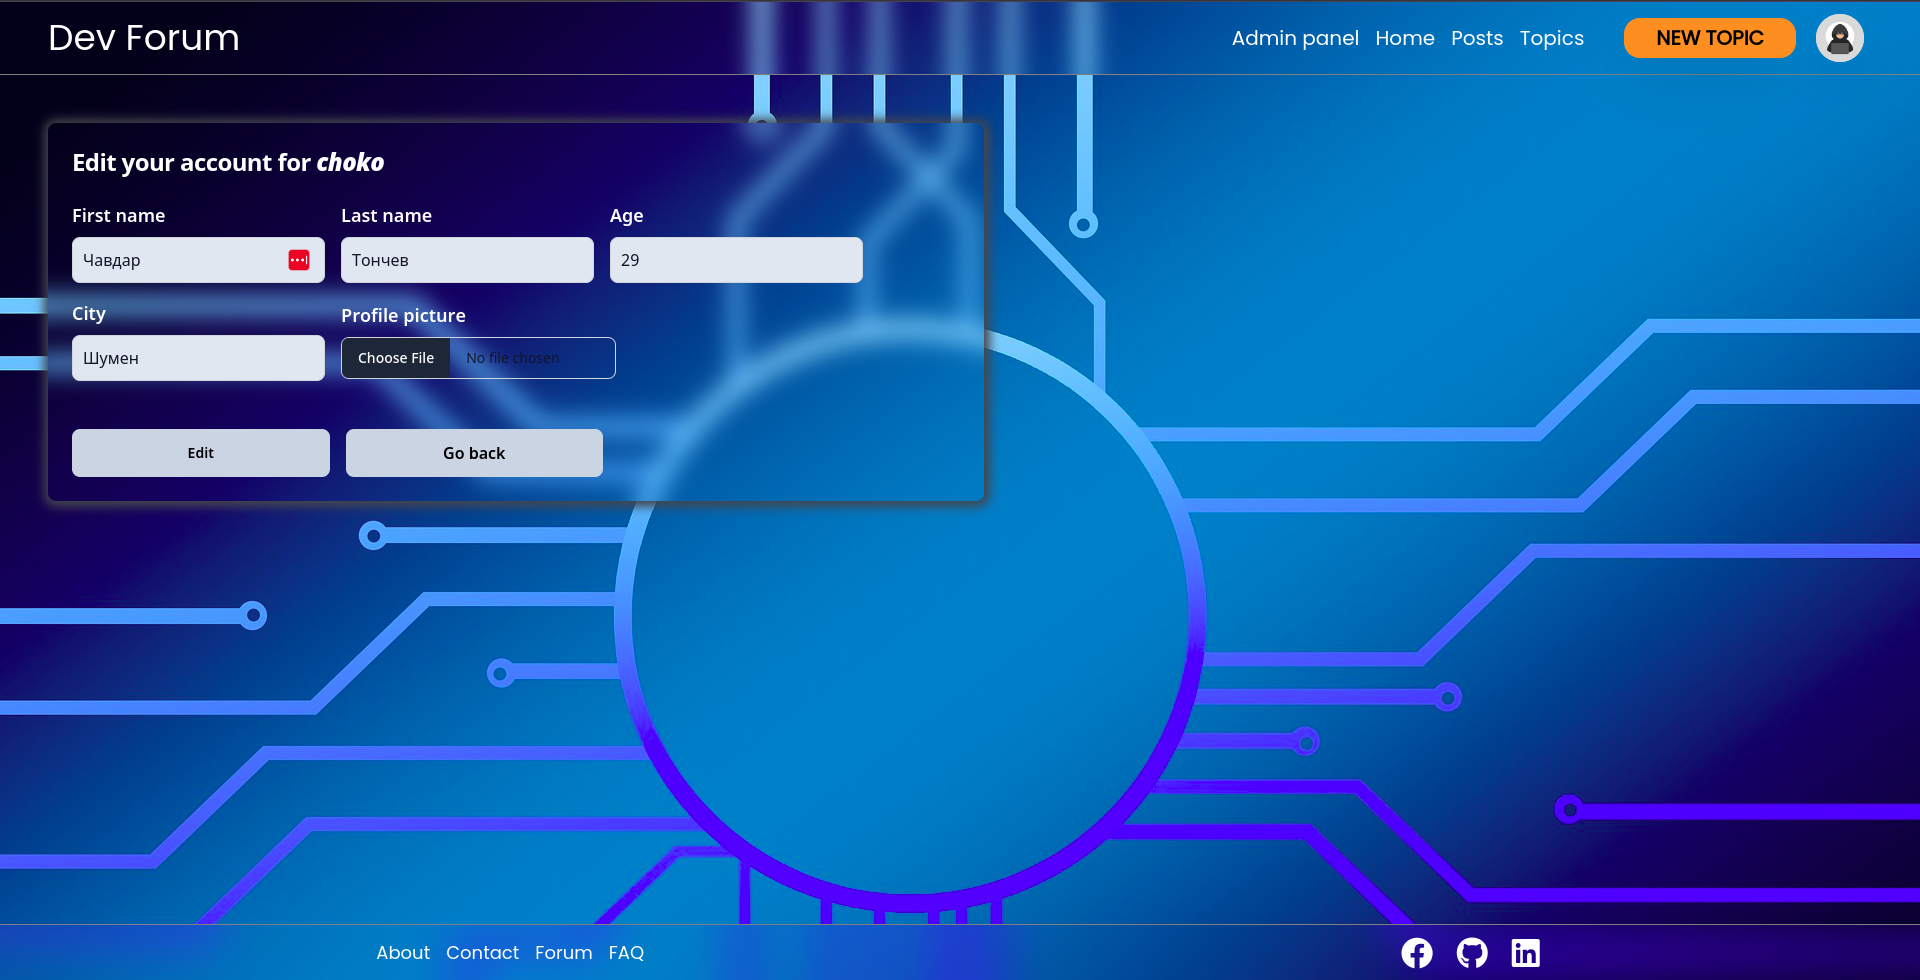 Dev Forum
Admin panel Home Posts Topics NEW TOPIC
Edit your account for choko
First name Last name Age
Чавдар Тончев 29
City Profile picture
Шумен Choose File No file chosen
Edit Go back
About Contact Forum FAQ